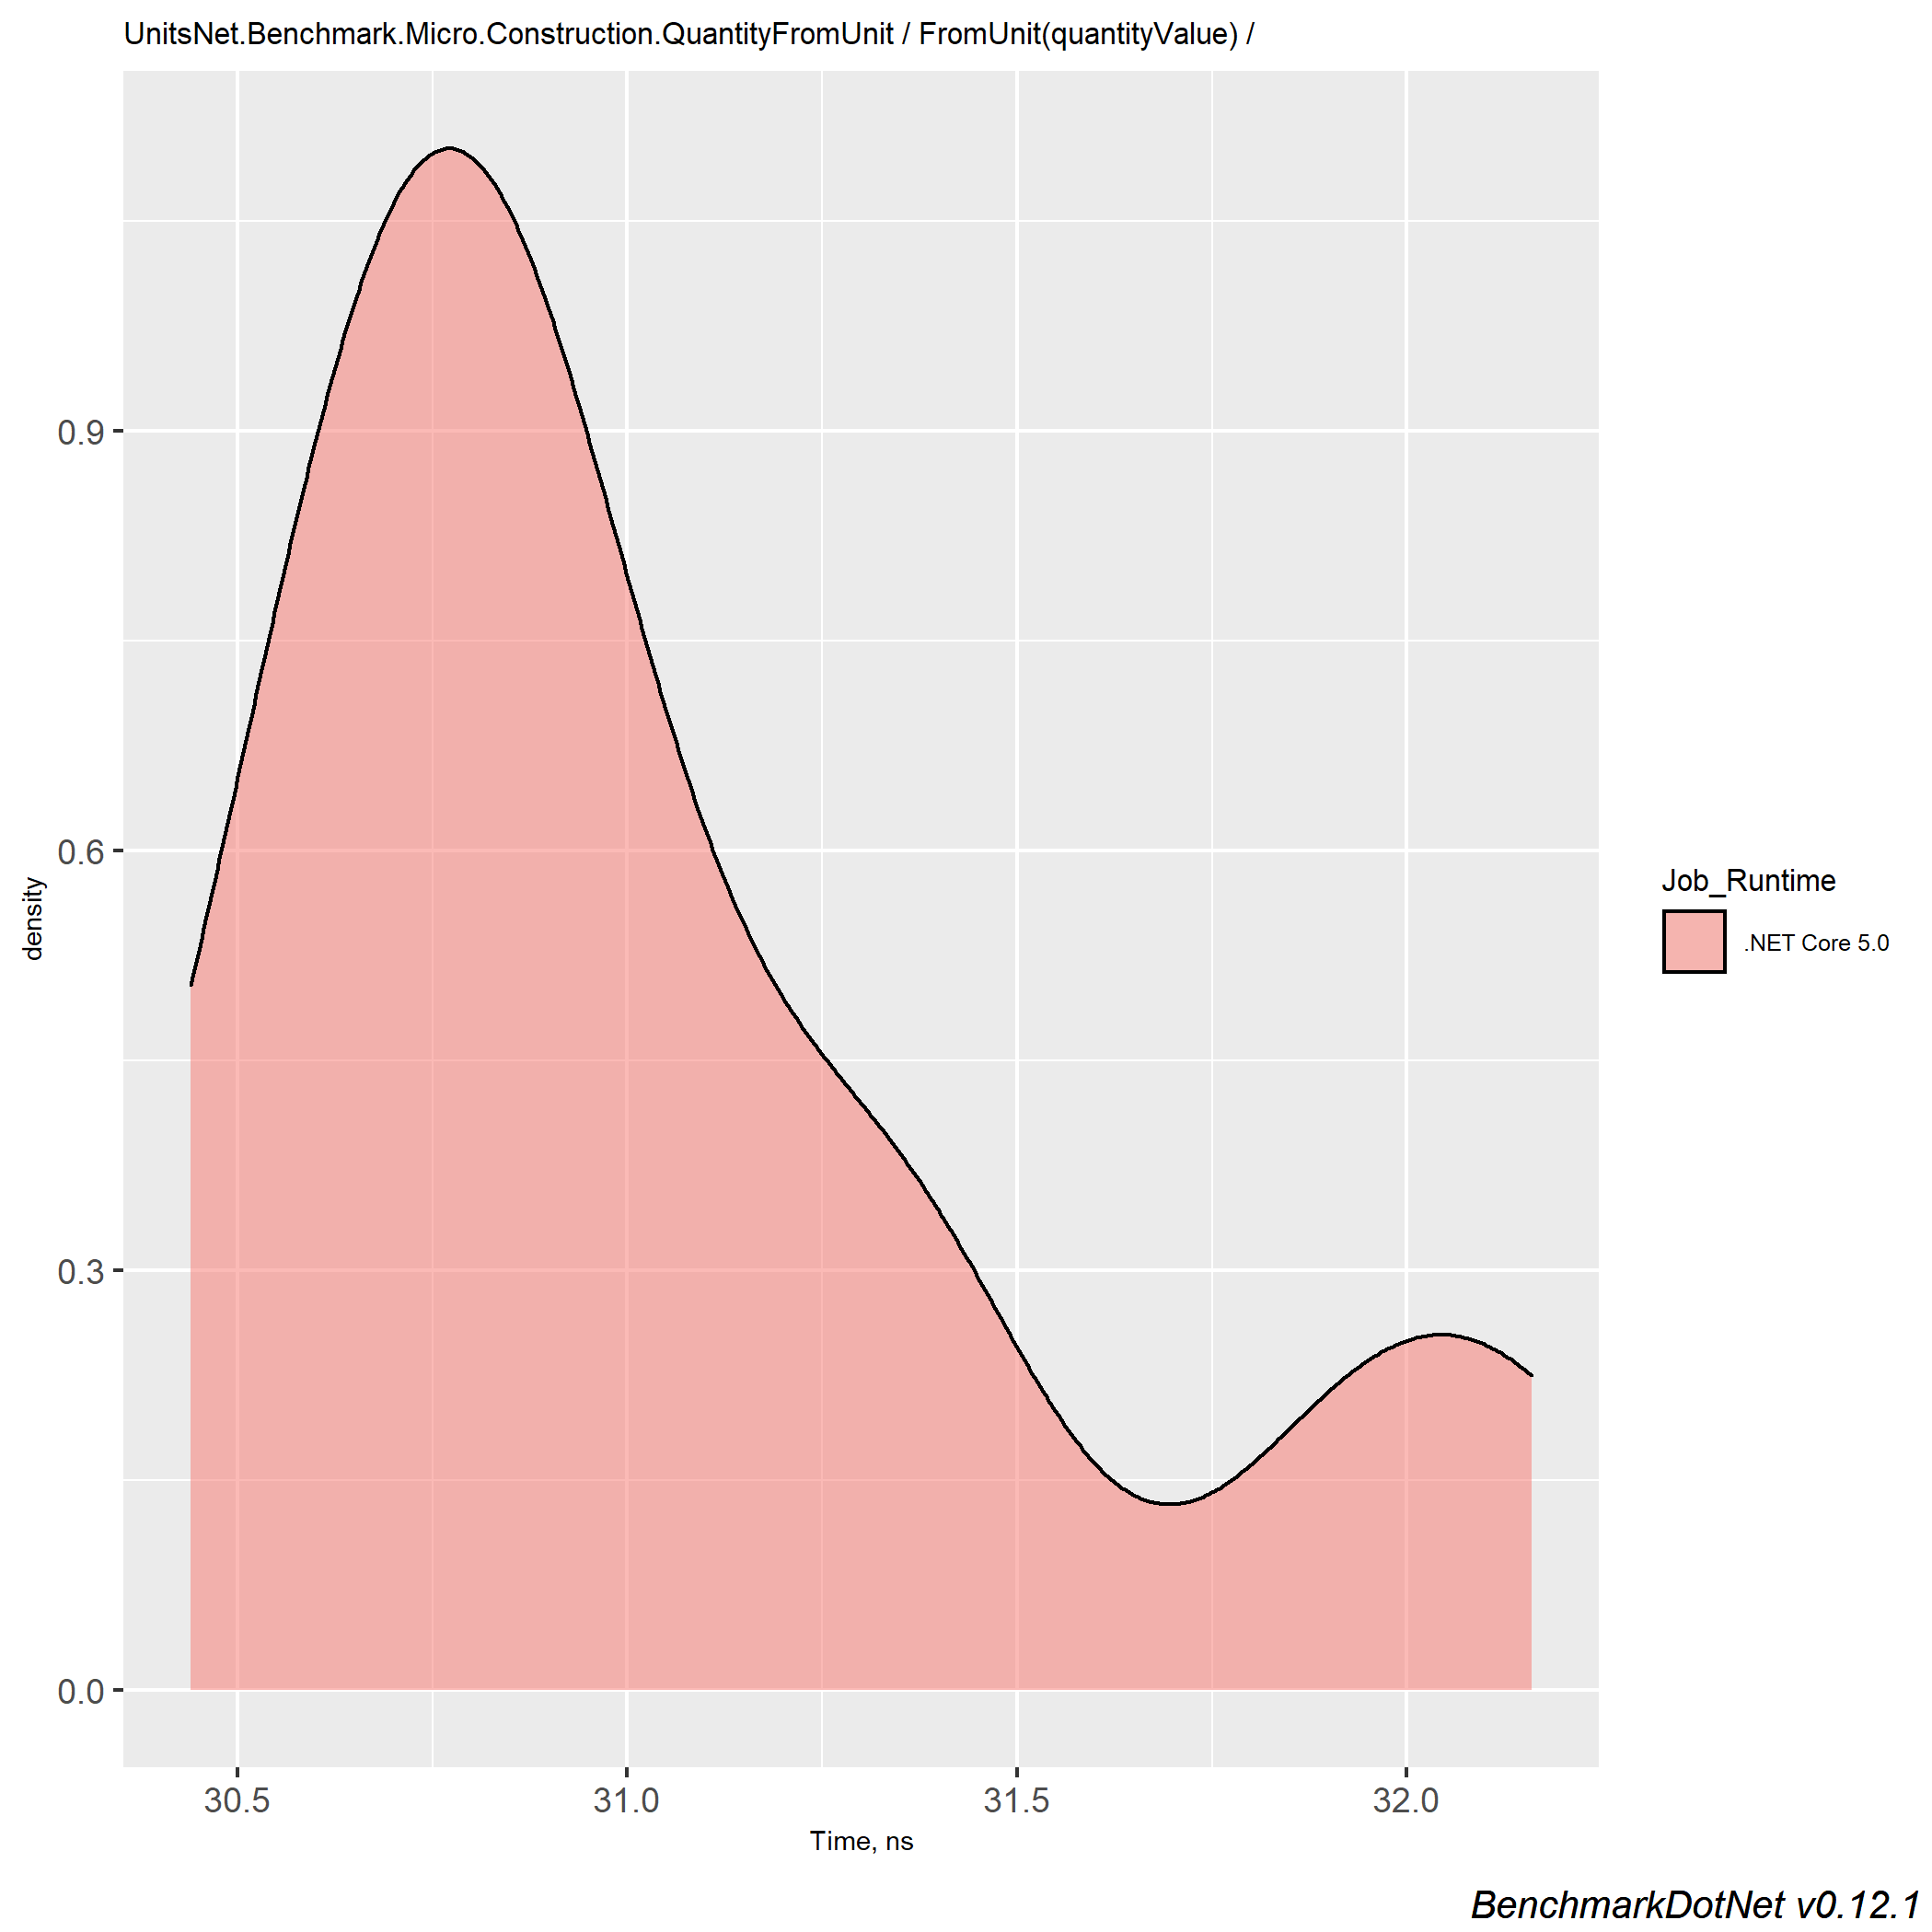 UnitsNet.Benchmark.Micro.Construction.QuantityFromUnit / FromUnit(quantityValue) /
0.9
0.6
0.3
0.0
density
30.5 31.0 31.5 32.0
Time, ns
Job_Runtime
.NET Core 5.0
BenchmarkDotNet v0.12.1